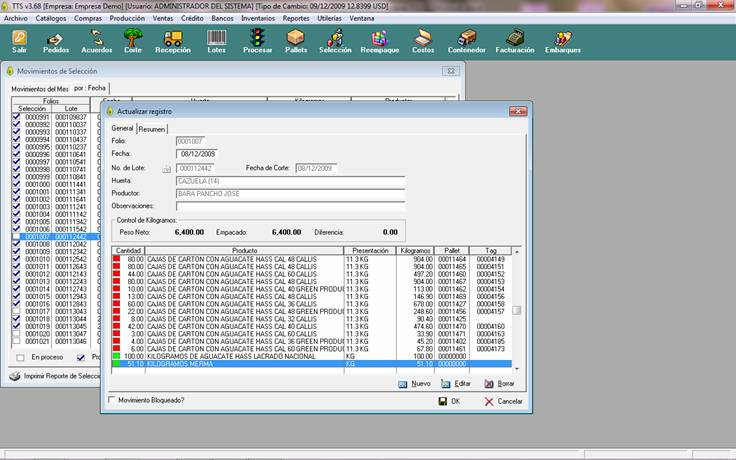 TTS v3.68 [Empresa: Empresa Demo] [Usuario: ADMINISTRADOR DEL SISTEMA] [Tipo de Cambio: 09/12/2009 12.8399 USD]
Archivo Catálogos Compras Producción Ventas Crédito Bancos Inventarios Reportes Utilerías Ventana
Salir Pedidos Acuerdos Corte Recepción Lotes Procesar Pallets Selección Reempaque Costos Contenedor Facturación Embarques
Movimientos de Selección
Movimientos del Mes por : Fecha
Folios
Selección Lote
0000991 000109837
0000992 000110037
0000993 000110337
0000994 000110437
0000995 000110237
0000996 000110641
0000997 000110541
0000998 000110741
0000999 000110841
0001000 000111441
0001001 000111141
0001002 000111341
0001003 000111241
0001004 000111142
0001005 000111942
0001006 000111542
0001007 000112442
0001008 000112042
0001009 000112342
0001010 000112542
0001011 000112643
0001012 000112243
0001013 000112743
0001014 000112943
0001015 000112843
0001016 000112943
0001017 000113043
0001018 000113044
0001019 000113045
0001020 000113047
0001021 000113046
En proceso
Imprimir Reporte de Selecci
Actualizar registro
General Resumen
Folio: 0001007
Fecha: 08/12/2009
No. de Lote: 000112442 Fecha de Corte: 08/12/2009
Huerta: CAZUELA (14)
Productor: BARA PANCHO JOSE
Observaciones:
Control de Kilogramos:
Peso Neto: 6,400.00 Empacado: 6,400.00 Diferencia: 0.00
Cantidad Producto Presentación Kilogramos Pallet Tag
80.00 CAJAS DE CARTON CON AGUACATE HASS CAL 48 CALLIS 11.3 KG 904.00 00011464 00004149
80.00 CAJAS DE CARTON CON AGUACATE HASS CAL 48 CALLIS 11.3 KG 904.00 00011465 00004151
44.00 CAJAS DE CARTON CON AGUACATE HASS CAL 60 CALLIS 11.3 KG 497.20 00011460 00004152
80.00 CAJAS DE CARTON CON AGUACATE HASS CAL 48 CALLIS 11.3 KG 904.00 00011467 00004153
10.00 CAJAS DE CARTON CON AGUACATE HASS CAL 40 GREEN PRODU 11.3 KG 113.00 00011462 00004154
13.00 CAJAS DE CARTON CON AGUACATE HASS CAL 40 CALLIS 11.3 KG 146.90 00011469 00004156
60.00 CAJAS DE CARTON CON AGUACATE HASS CAL 36 CALLIS 11.3 KG 678.00 00011427 00004158
22.00 CAJAS DE CARTON CON AGUACATE HASS CAL 48 GREEN PRODU 11.3 KG 248.60 00011456 00004157
8.00 CAJAS DE CARTON CON AGUACATE HASS CAL 32 CALLIS 11.3 KG 90.40 00011425
42.00 CAJAS DE CARTON CON AGUACATE HASS CAL 40 CALLIS 11.3 KG 474.60 00011470 00004160
3.00 CAJAS DE CARTON CON AGUACATE HASS CAL 60 CALLIS 11.3 KG 33.90 00011471 00004163
4.00 CAJAS DE CARTON CON AGUACATE HASS CAL 36 GREEN PRODU 11.3 KG 45.20 00011402 00004185
6.00 CAJAS DE CARTON CON AGUACATE HASS CAL 60 GREEN PRODU 11.3 KG 67.80 00011461 00004173
100.00 KILOGRAMOS DE AGUACATE HASS LACRADO NACIONAL KG 100.00 00000000
51.10 KILOGRAMOS MERMA KG 51.10 00000000
Nuevo Editar Borrar
Movimiento Bloqueado? OK Cancelar